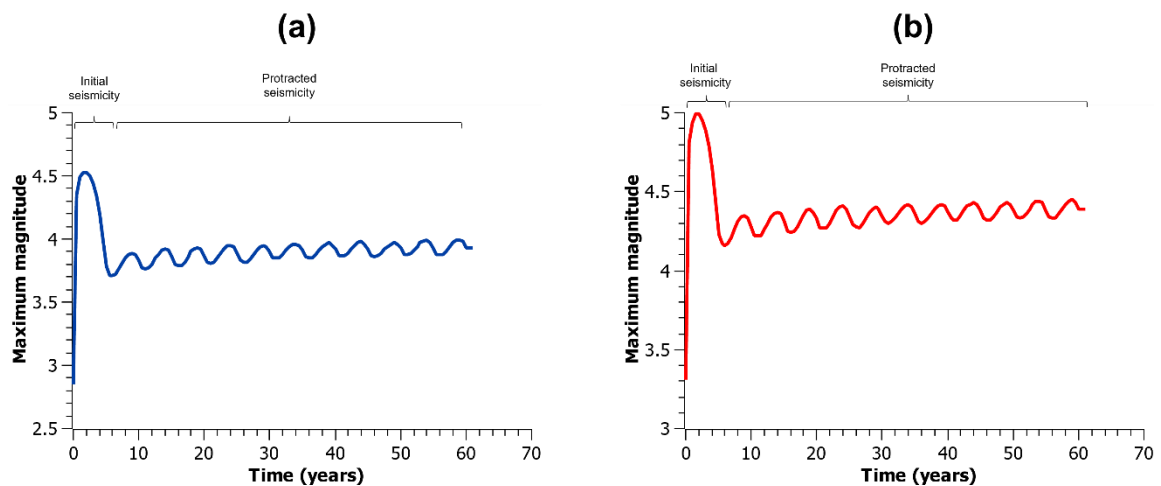 (a)
Initial
seismicity
Protracted
seismicity
5
4.5
4
3.5
3
2.5
Maximum magnitude
0 10 20 30 40 50 60 70
Time (years)
(b)
Initial
seismicity
Protracted
seismicity
5
4.5
4
3.5
3
Maximum magnitude
0 10 20 30 40 50 60 70
Time (years)